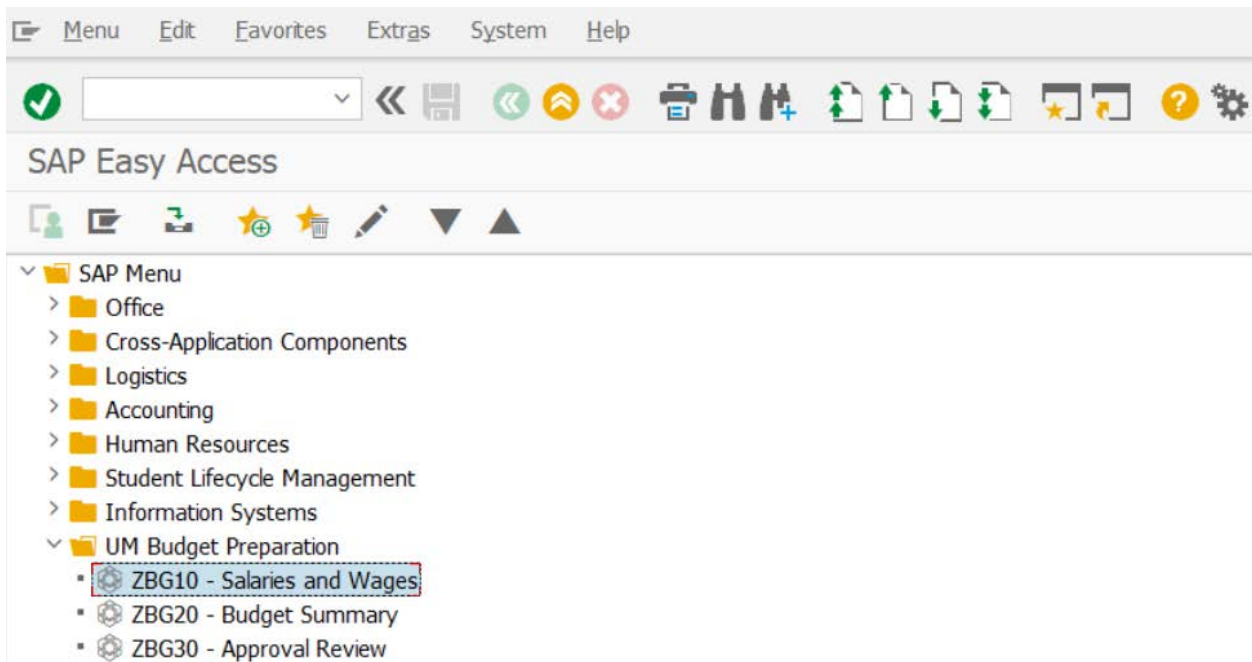 Menu Edit Favorites Extras System Help
SAP Easy Access
SAP Menu
Office
Cross-Application Components
Logistics
Accounting
Human Resources
Student Lifecycle Management
Information Systems
UM Budget Preparation
ZBG10 - Salaries and Wages
ZBG20 - Budget Summary
ZBG30 - Approval Review